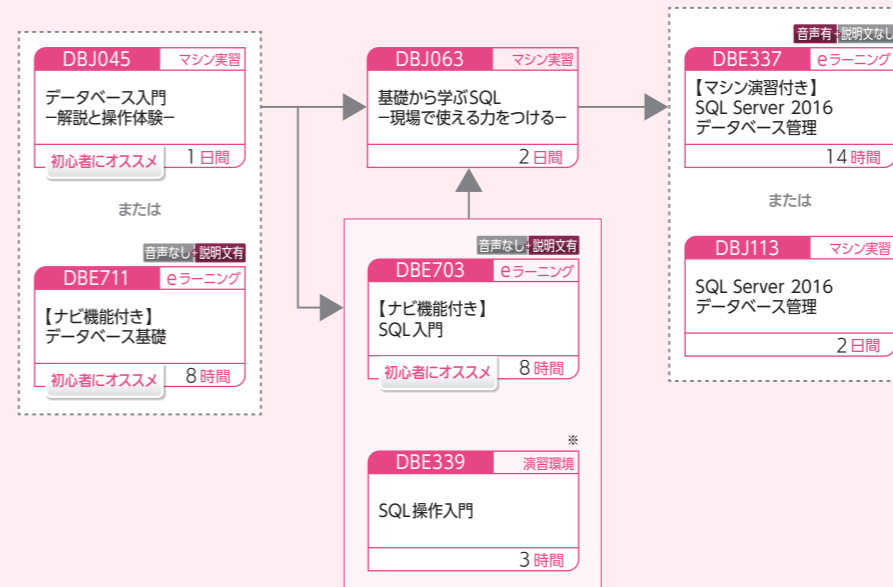 DBJ045 マシン実習
データベース入門
−解説と操作体験−
初心者にオススメ 1日間
または
音声なし+説明文有
DBE711 eラーニング
【ナビ機能付き】
データベース基礎
初心者にオススメ 8時間
DBJ063 マシン実習
基礎から学ぶSQL
−現場で使える力をつける−
2日間
音声なし+説明文有
DBE703 eラーニング
【ナビ機能付き】
SQL入門
初心者にオススメ 8時間
※
DBE339 演習環境
SQL操作入門
3時間
音声有+説明文なし
DBE337 eラーニング
【マシン演習付き】
SQL Server 2016
データベース管理
14時間
または
DBJ113 マシン実習
SQL Server 2016
データベース管理
2日間